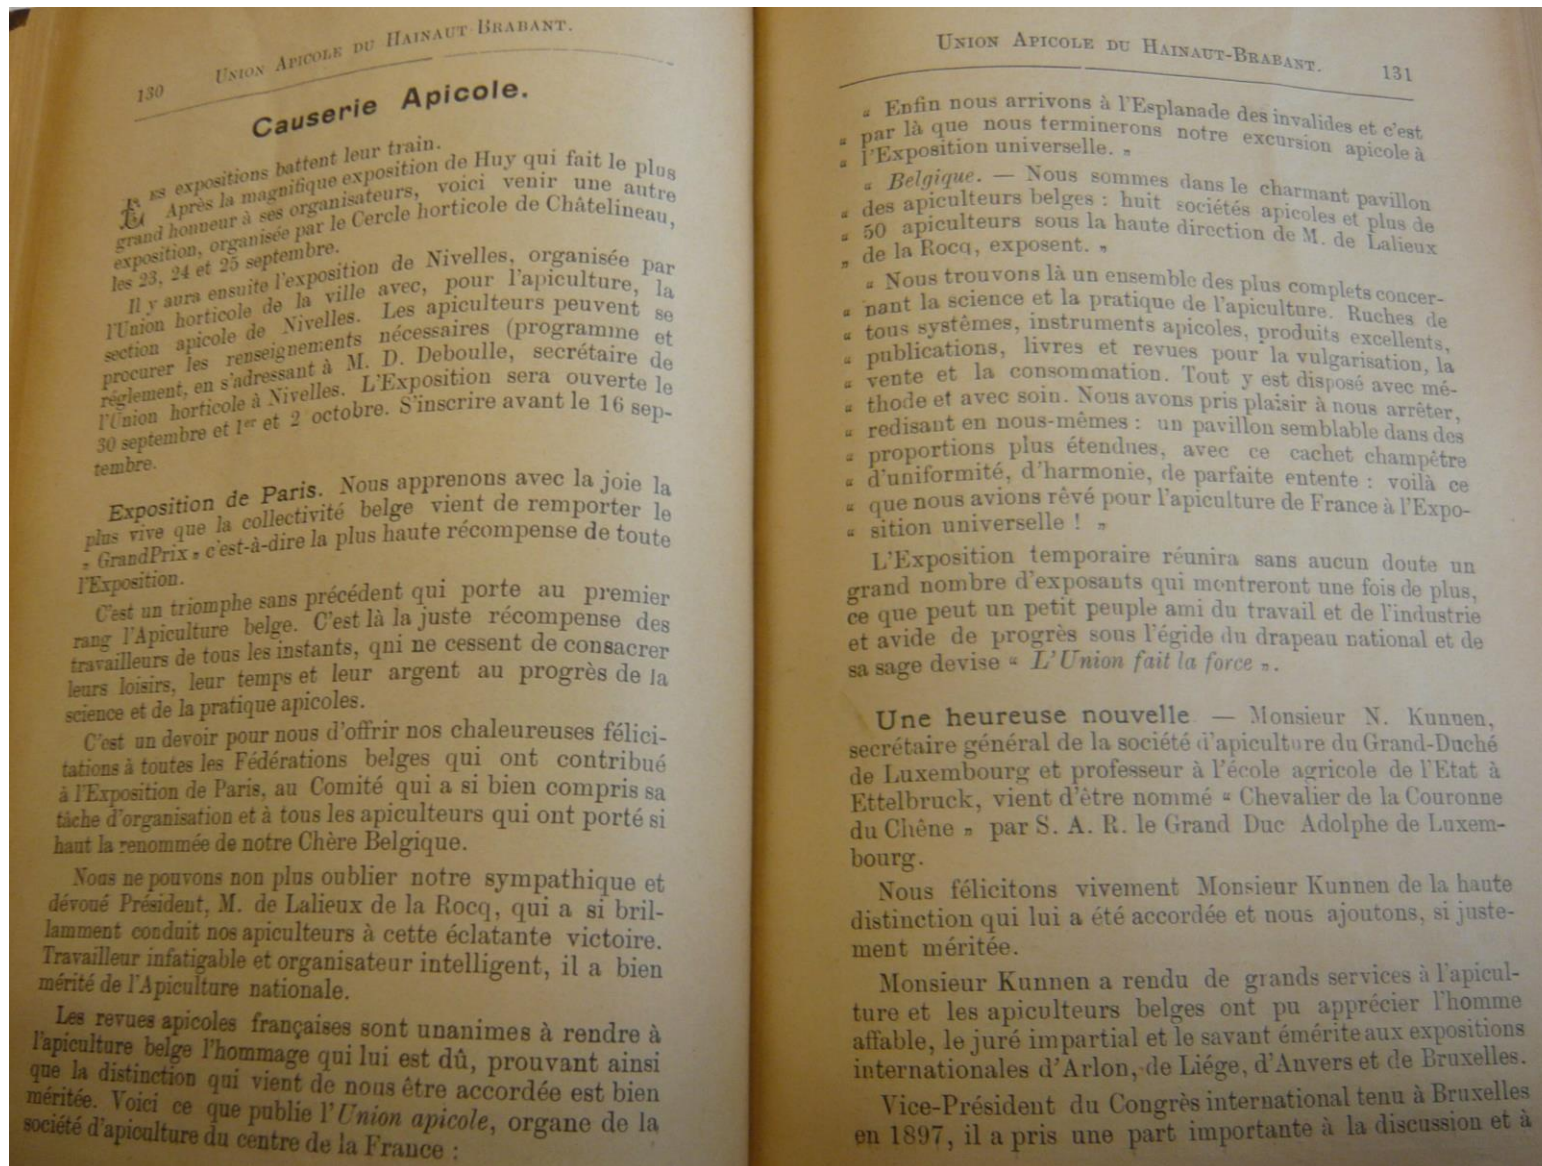 130 UNION APICOLE DU HAINAUT-BRABANT.
Causerie Apicole.
LES expositions battent leur train.
Après la magnifique exposition de Huy qui fait le plus
grand honneur à ses organisateurs, voici venir une autre
exposition, organisée par le Cercle horticole de Châtelineau,
les 23, 24 et 25 septembre.
Il y aura ensuite l'exposition de Nivelles, organisée par
l'Union horticole de la ville avec, pour l'apiculture, la
section apicole de Nivelles. Les apiculteurs peuvent se
procurer les renseignements nécessaires (programme et
réglement, en s'adressant à M. D. Deboulle, secrétaire de
l'Union horticole à Nivelles. L'Exposition sera ouverte le
30 septembre et 1er et 2 octobre. S'inscrire avant le 16 sep-
tembre.
Exposition de Paris. Nous apprenons avec la joie la
plus vive que la collectivité belge vient de remporter le
„ GrandPrix „ c'est-à-dire la plus haute récompense de toute
l'Exposition.
C'est un triomphe sans précédent qui porte au premier
rang l'Apiculture belge. C'est là la juste récompense des
travailleurs de tous les instants, qui ne cessent de consacrer
leurs loisirs, leur temps et leur argent au progrès de la
science et de la pratique apicoles.
C'est un devoir pour nous d'offrir nos chaleureuses félici-
tations à toutes les Fédérations belges qui ont contribué
à l'Exposition de Paris, au Comité qui a si bien compris sa
tâche d'organisation et à tous les apiculteurs qui ont porté si
haut la renommée de notre Chère Belgique.
Nous ne pouvons non plus oublier notre sympathique et
dévoué Président, M. de Lalieux de la Rocq, qui a si bril-
lamment conduit nos apiculteurs à cette éclatante victoire.
Travailleur infatigable et organisateur intelligent, il a bien
mérité de l'Apiculture nationale.
Les revues apicoles françaises sont unanimes à rendre à
l'apiculture belge l'hommage qui lui est dû, prouvant ainsi
que la distinction qui vient de nous être accordée est bien
méritée. Voici ce que publie l'Union apicole, organe de la
société d'apiculture du centre de la France :
UNION APICOLE DU HAINAUT-BRABANT. 131
“ Enfin nous arrivons à l'Esplanade des invalides et c'est
“ par là que nous terminerons notre excursion apicole à
“ l'Exposition universelle. „
“ Belgique. — Nous sommes dans le charmant pavillon
“ des apiculteurs belges : huit sociétés apicoles et plus de
“ 50 apiculteurs sous la haute direction de M. de Lalieux
„ de la Rocq, exposent. „
“ Nous trouvons là un ensemble des plus complets concer-
“ nant la science et la pratique de l'apiculture. Ruches de
“ tous systèmes, instruments apicoles, produits excellents,
“ publications, livres et revues pour la vulgarisation, la
“ vente et la consommation. Tout y est disposé avec mé-
“ thode et avec soin. Nous avons pris plaisir à nous arrêter,
“ redisant en nous-mêmes : un pavillon semblable dans des
“ proportions plus étendues, avec ce cachet champêtre
“ d'uniformité, d'harmonie, de parfaite entente : voilà ce
“ que nous avions rêvé pour l'apiculture de France à l'Expo-
“ sition universelle ! „
L'Exposition temporaire réunira sans aucun doute un
grand nombre d'exposants qui montreront une fois de plus,
ce que peut un petit peuple ami du travail et de l'industrie
et avide de progrès sous l'égide du drapeau national et de
sa sage devise “ L'Union fait la force „.
Une heureuse nouvelle — Monsieur N. Kunnen,
secrétaire général de la société d'apiculture du Grand-Duché
de Luxembourg et professeur à l'école agricole de l'Etat à
Ettelbruck, vient d'être nommé “ Chevalier de la Couronne
du Chêne „ par S. A. R. le Grand Duc Adolphe de Luxem-
bourg.
Nous félicitons vivement Monsieur Kunnen de la haute
distinction qui lui a été accordée et nous ajoutons, si juste-
ment méritée.
Monsieur Kunnen a rendu de grands services à l'apicul-
ture et les apiculteurs belges ont pu apprécier l'homme
affable, le juré impartial et le savant émérite aux expositions
internationales d'Arlon, de Liége, d'Anvers et de Bruxelles.
Vice-Président du Congrès international tenu à Bruxelles
en 1897, il a pris une part importante à la discussion et à